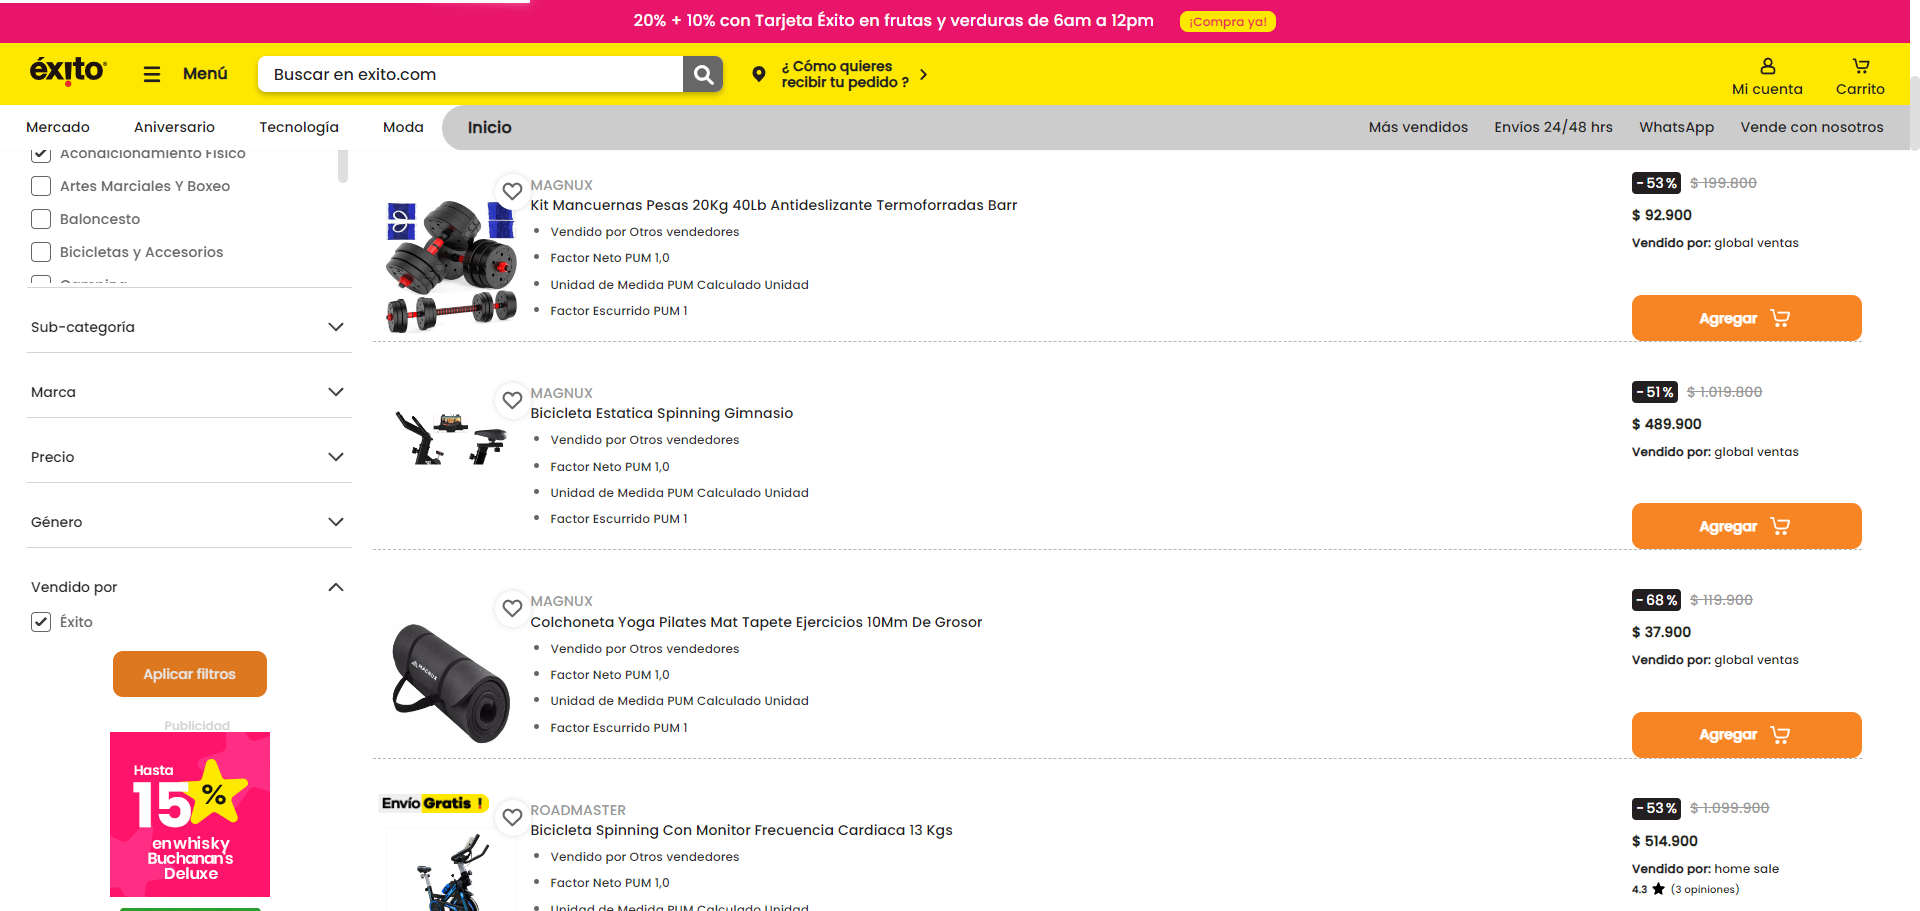 20% + 10% con Tarjeta Éxito en frutas y verduras de 6am a 12pm ¡Compra ya!
éxito
Menú
Buscar en exito.com
¿ Cómo quieres
recibir tu pedido ?
Mi cuenta
Carrito
Mercado
Aniversario
Tecnología
Moda
Inicio
Más vendidos
Envíos 24/48 hrs
WhatsApp
Vende con nosotros
Acondicionamiento Físico
Artes Marciales Y Boxeo
Baloncesto
Bicicletas y Accesorios
Sub-categoría
Marca
Precio
Género
Vendido por
Éxito
Aplicar filtros
Publicidad
Hasta
15%
en whisky
Buchanan's
Deluxe
MAGNUX
Kit Mancuernas Pesas 20Kg 40Lb Antideslizante Termoforradas Barr
Vendido por Otros vendedores
Factor Neto PUM 1,0
Unidad de Medida PUM Calculado Unidad
Factor Escurrido PUM 1
-53% $ 199.800
$ 92.900
Vendido por: global ventas
Agregar
MAGNUX
Bicicleta Estatica Spinning Gimnasio
Vendido por Otros vendedores
Factor Neto PUM 1,0
Unidad de Medida PUM Calculado Unidad
Factor Escurrido PUM 1
-51% $ 1.019.800
$ 489.900
Vendido por: global ventas
Agregar
MAGNUX
Colchoneta Yoga Pilates Mat Tapete Ejercicios 10Mm De Grosor
Vendido por Otros vendedores
Factor Neto PUM 1,0
Unidad de Medida PUM Calculado Unidad
Factor Escurrido PUM 1
MAGNUX
-68% $ 119.900
$ 37.900
Vendido por: global ventas
Agregar
Envío Gratis !
ROADMASTER
Bicicleta Spinning Con Monitor Frecuencia Cardiaca 13 Kgs
Vendido por Otros vendedores
Factor Neto PUM 1,0
Unidad de Medida PUM Calculado Unidad
-53% $ 1.099.900
$ 514.900
Vendido por: home sale
4.3 ★ (3 opiniones)